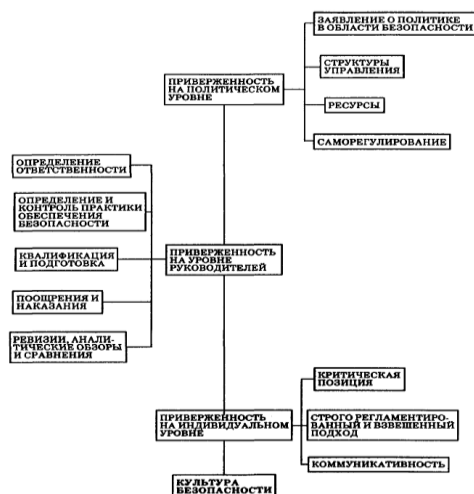 ЗАЯВЛЕНИЕ О ПОЛИТИКЕ
В ОБЛАСТИ БЕЗОПАСНОСТИ
СТРУКТУРЫ
УПРАВЛЕНИЯ
ПРИВЕРЖЕННОСТЬ
НА ПОЛИТИЧЕСКОМ
УРОВНЕ
РЕСУРСЫ
САМОРЕГУЛИРОВАНИЕ
ОПРЕДЕЛЕНИЕ
ОТВЕТСТВЕННОСТИ
ОПРЕДЕЛЕНИЕ И
КОНТРОЛЬ ПРАКТИКИ
ОБЕСПЕЧЕНИЯ
БЕЗОПАСНОСТИ
КВАЛИФИКАЦИЯ
И ПОДГОТОВКА
ПРИВЕРЖЕННОСТЬ
НА УРОВНЕ
РУКОВОДИТЕЛЕЙ
ПООЩРЕНИЯ И
НАКАЗАНИЯ
РЕВИЗИИ, АНАЛИ-
ТИЧЕСКИЕ ОБЗОРЫ
И СРАВНЕНИЯ
КРИТИЧЕСКАЯ
ПОЗИЦИЯ
ПРИВЕРЖЕННОСТЬ
НА ИНДИВИДУАЛЬНОМ
УРОВНЕ
СТРОГО РЕГЛАМЕНТИРО-
ВАННЫЙ И ВЗВЕШЕННЫЙ
ПОДХОД
КОММУНИКАТИВНОСТЬ
КУЛЬТУРА
БЕЗОПАСНОСТИ